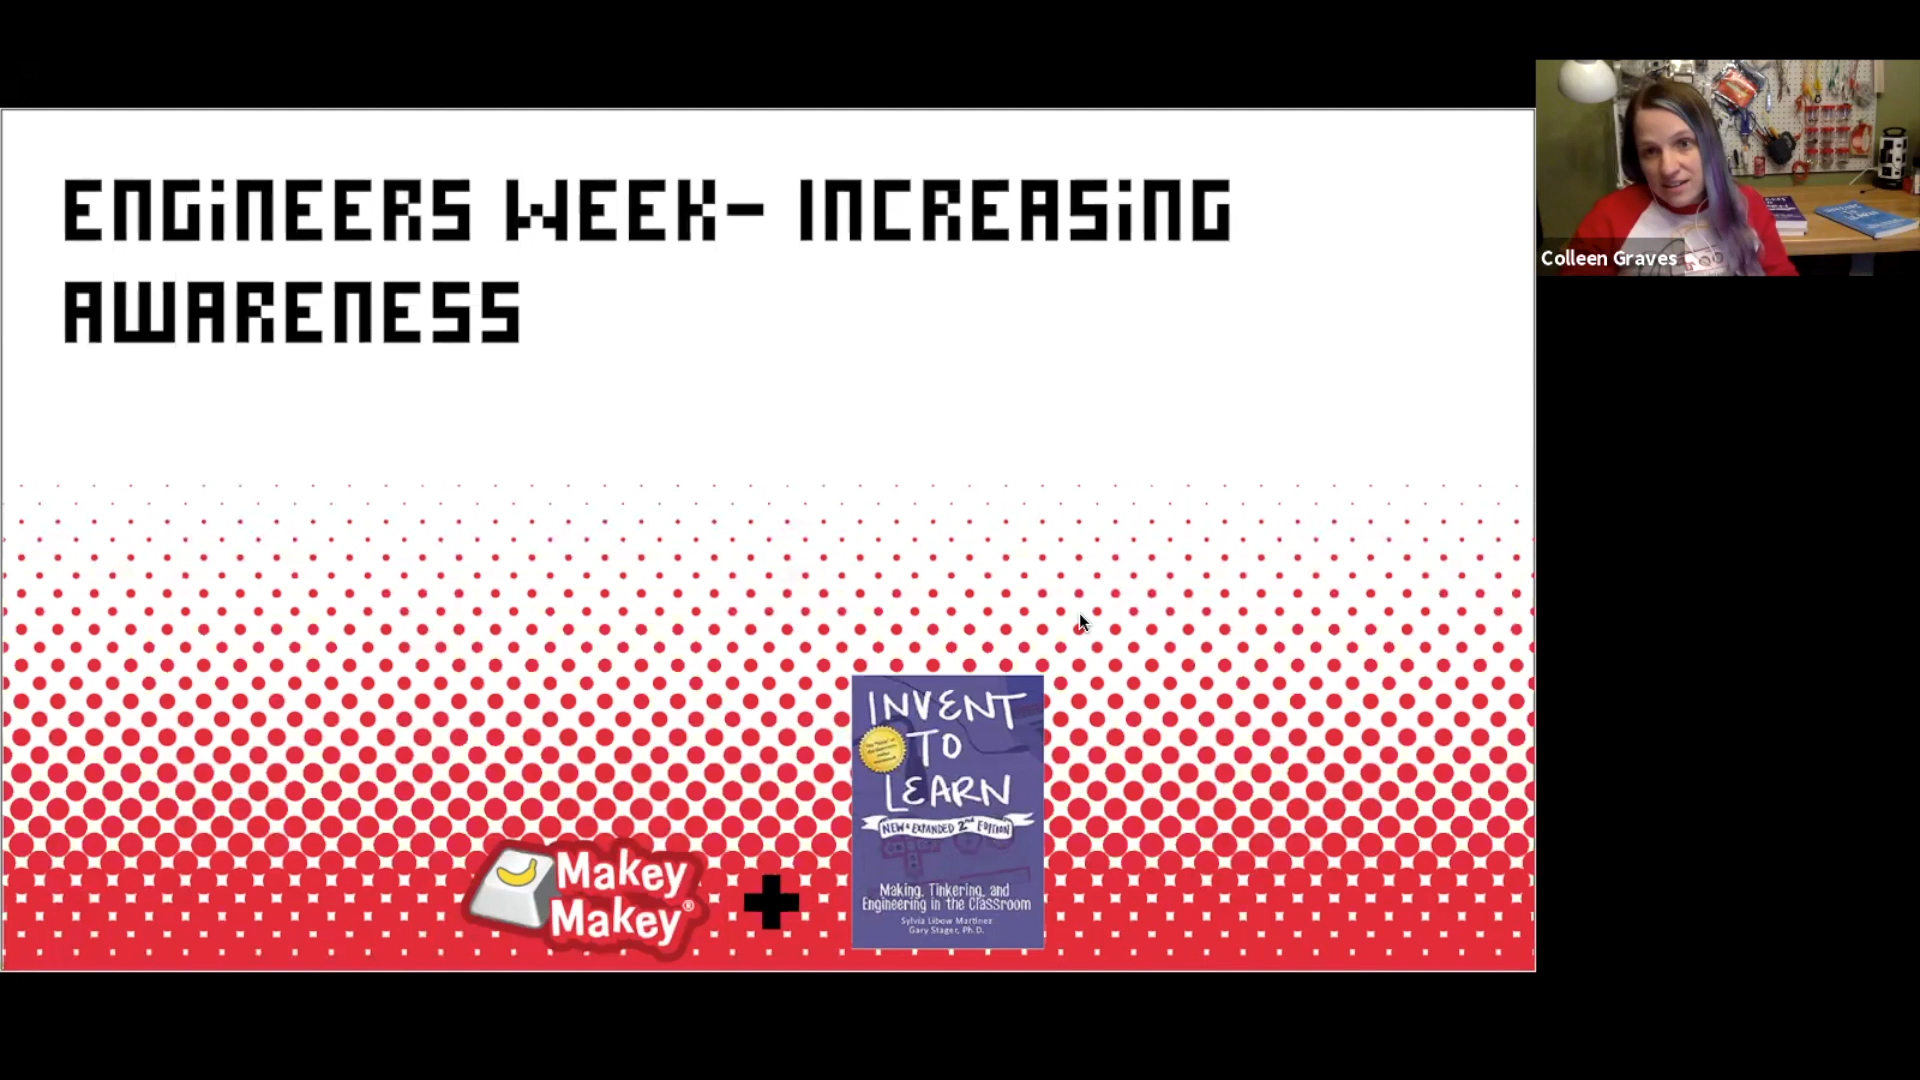 ENGiNEERS WEEK- INCREASiNG
AWARENESS
Colleen Graves
INVENT
TO
LEARN
NEW & EXPANDED 2nd EDITION
Making, Tinkering, and
Engineering in the Classroom
Sylvia Libow Martinez
Gary Stager, Ph.D.
Makey
Makey®